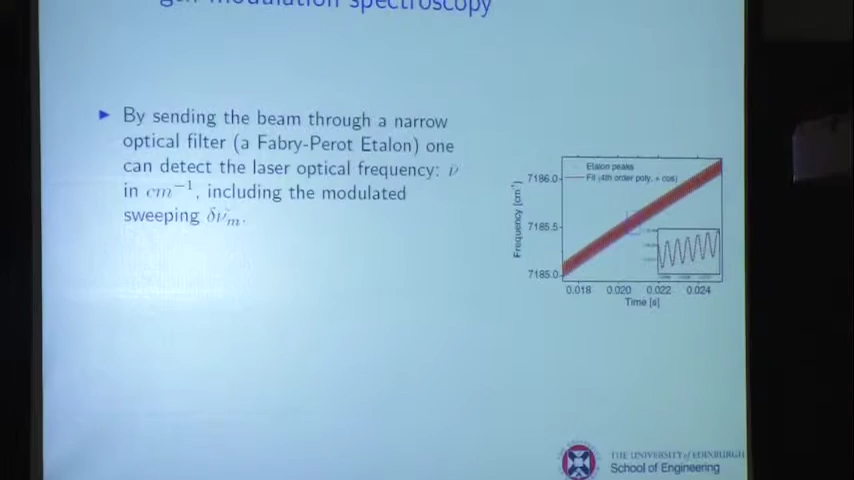 modulation spectroscopy
► By sending the beam through a narrow
optical filter (a Fabry-Perot Etalon) one
can detect the laser optical frequency: ν̄
in cm⁻¹, including the modulated
sweeping δν̄ₘ.
Etalon peaks
Fit (4th order poly. + cos)
Frequency [cm⁻¹]
7186.0
7185.5
7185.0
0.018 0.020 0.022 0.024
Time [s]
THE UNIVERSITY of EDINBURGH
School of Engineering